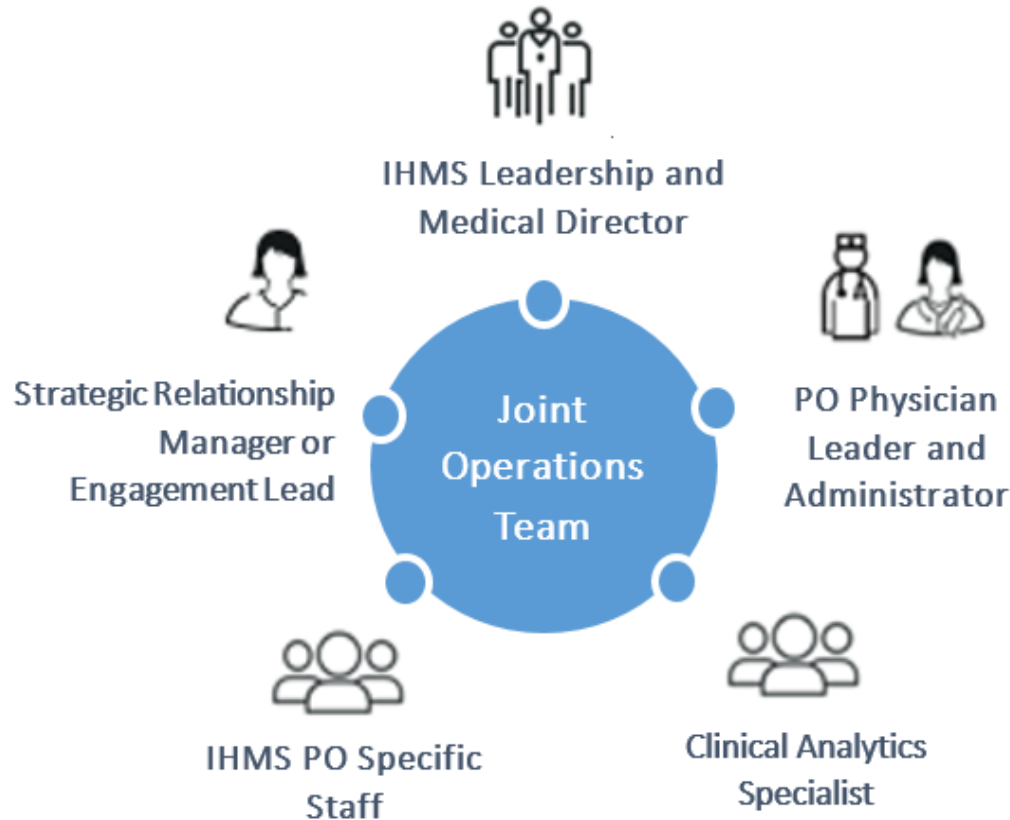 IHMS Leadership and
Medical Director
Strategic Relationship
Manager or
Engagement Lead
Joint
Operations
Team
PO Physician
Leader and
Administrator
IHMS PO Specific
Staff
Clinical Analytics
Specialist